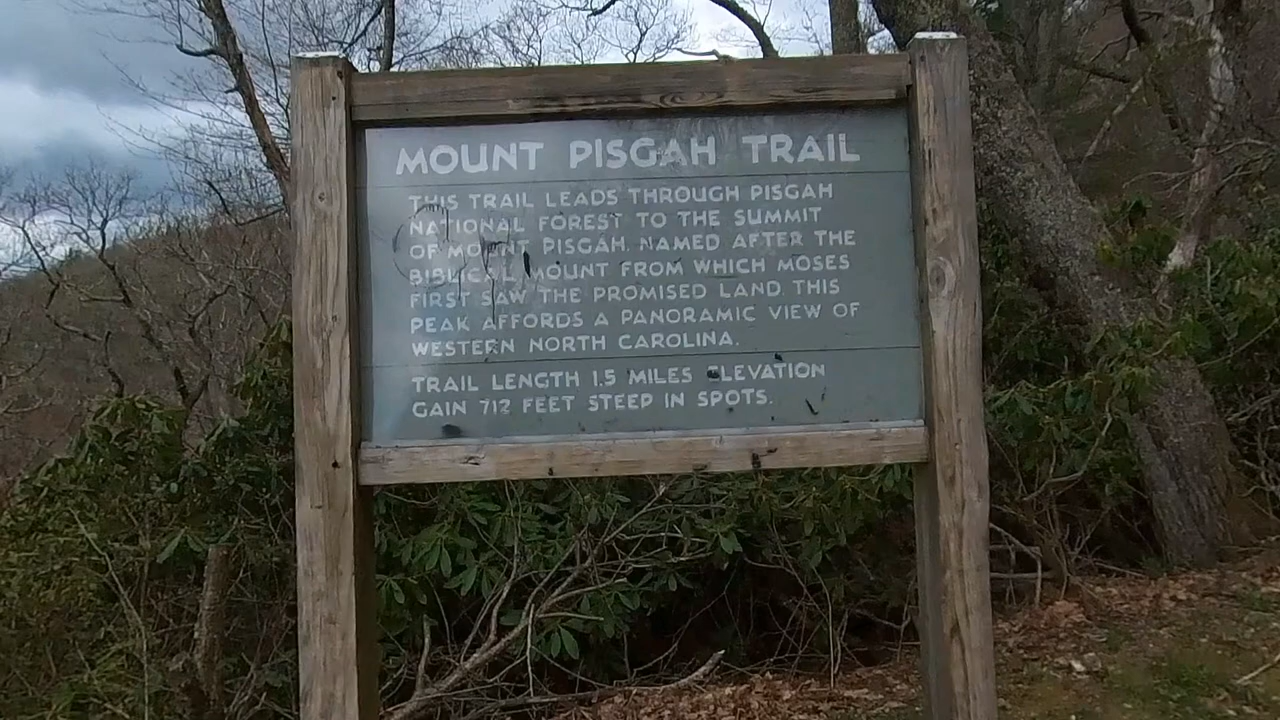 MOUNT PISGAH TRAIL
THIS TRAIL LEADS THROUGH PISGAH
NATIONAL FOREST TO THE SUMMIT
OF MOUNT PISGAH. NAMED AFTER THE
BIBLICAL MOUNT FROM WHICH MOSES
FIRST SAW THE PROMISED LAND. THIS
PEAK AFFORDS A PANORAMIC VIEW OF
WESTERN NORTH CAROLINA.
TRAIL LENGTH 1.5 MILES ELEVATION
GAIN 712 FEET STEEP IN SPOTS.